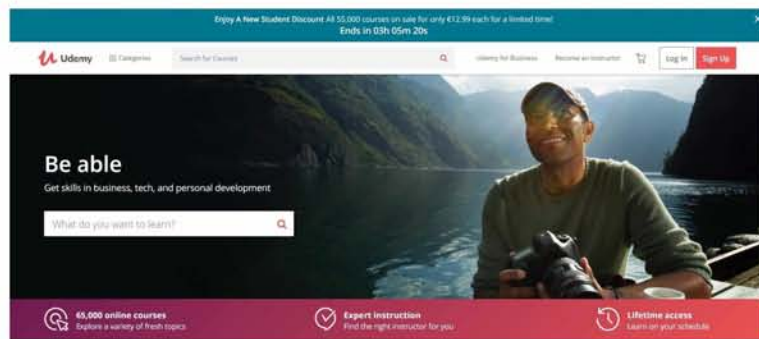 Enjoy A New Student Discount All 55,000 courses on sale for only €12.99 each for a limited time!
Ends in 03h 05m 20s
Udemy
Categories
Search for Courses
Udemy for Business
Become an Instructor
Log In
Sign Up
Be able
Get skills in business, tech, and personal development
What do you want to learn?
65,000 online courses
Explore a variety of fresh topics
Expert instruction
Find the right instructor for you
Lifetime access
Learn on your schedule